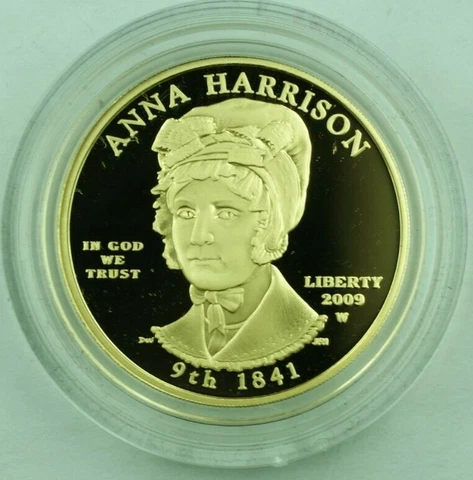 ANNA HARRISON
IN GOD
WE
TRUST
LIBERTY
2009
W
9th 1841